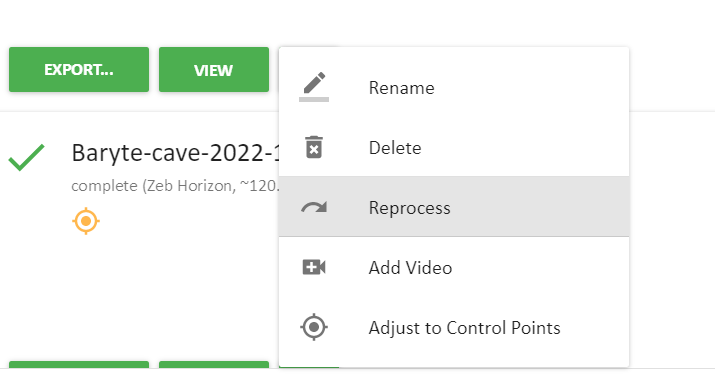 EXPORT...
VIEW
Rename
Delete
Baryte-cave-2022-1
complete (Zeb Horizon, ~120.
Reprocess
Add Video
Adjust to Control Points